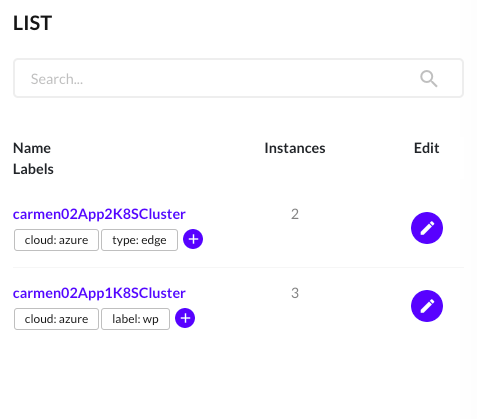 LIST
Search...
Name Instances Edit
Labels
carmen02App2K8SCluster 2
cloud: azure type: edge
carmen02App1K8SCluster 3
cloud: azure label: wp